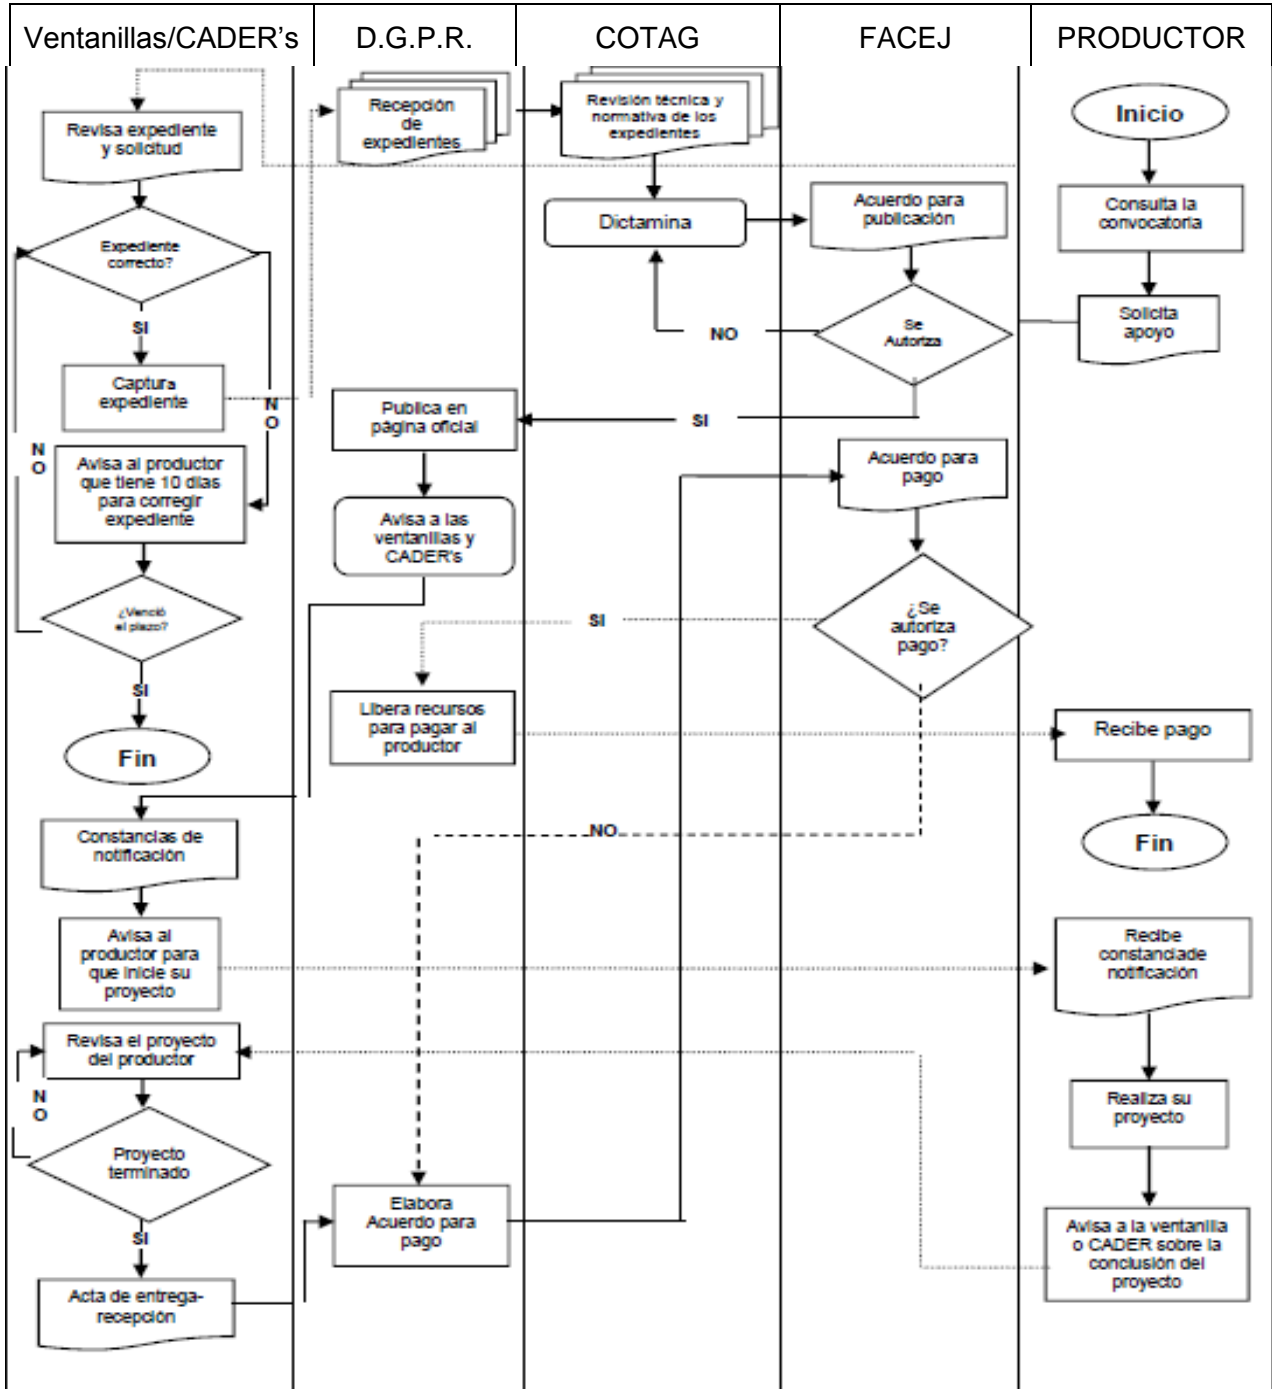 Ventanillas/CADER's
D.G.P.R.
COTAG
FACEJ
PRODUCTOR
Revisa expediente
y solicitud
Expediente
correcto?
SI
Captura
expediente
N
O
N
O
Avisa al productor
que tiene 10 dias
para corregir
expediente
¿Venció
el plazo?
SI
Fin
Constancias de
notificación
Avisa al
productor para
que inicie su
proyecto
Revisa el proyecto
del productor
N
O
Proyecto
terminado
SI
Acta de entrega-
recepción
Recepción
de
expedientes
Publica en
página oficial
Avisa a las
ventanillas y
CADER's
Libera recursos
para pagar al
productor
Elabora
Acuerdo para
pago
Revisión técnica y
normativa de los
expedientes
Dictamina
NO
SI
SI
NO
Acuerdo para
publicación
Se
Autoriza
Acuerdo para
pago
¿Se
autoriza
pago?
Inicio
Consulta la
convocatoria
Solicita
apoyo
Recibe pago
Fin
Recibe
constanciade
notificación
Realiza su
proyecto
Avisa a la ventanilla
o CADER sobre la
conclusión del
proyecto